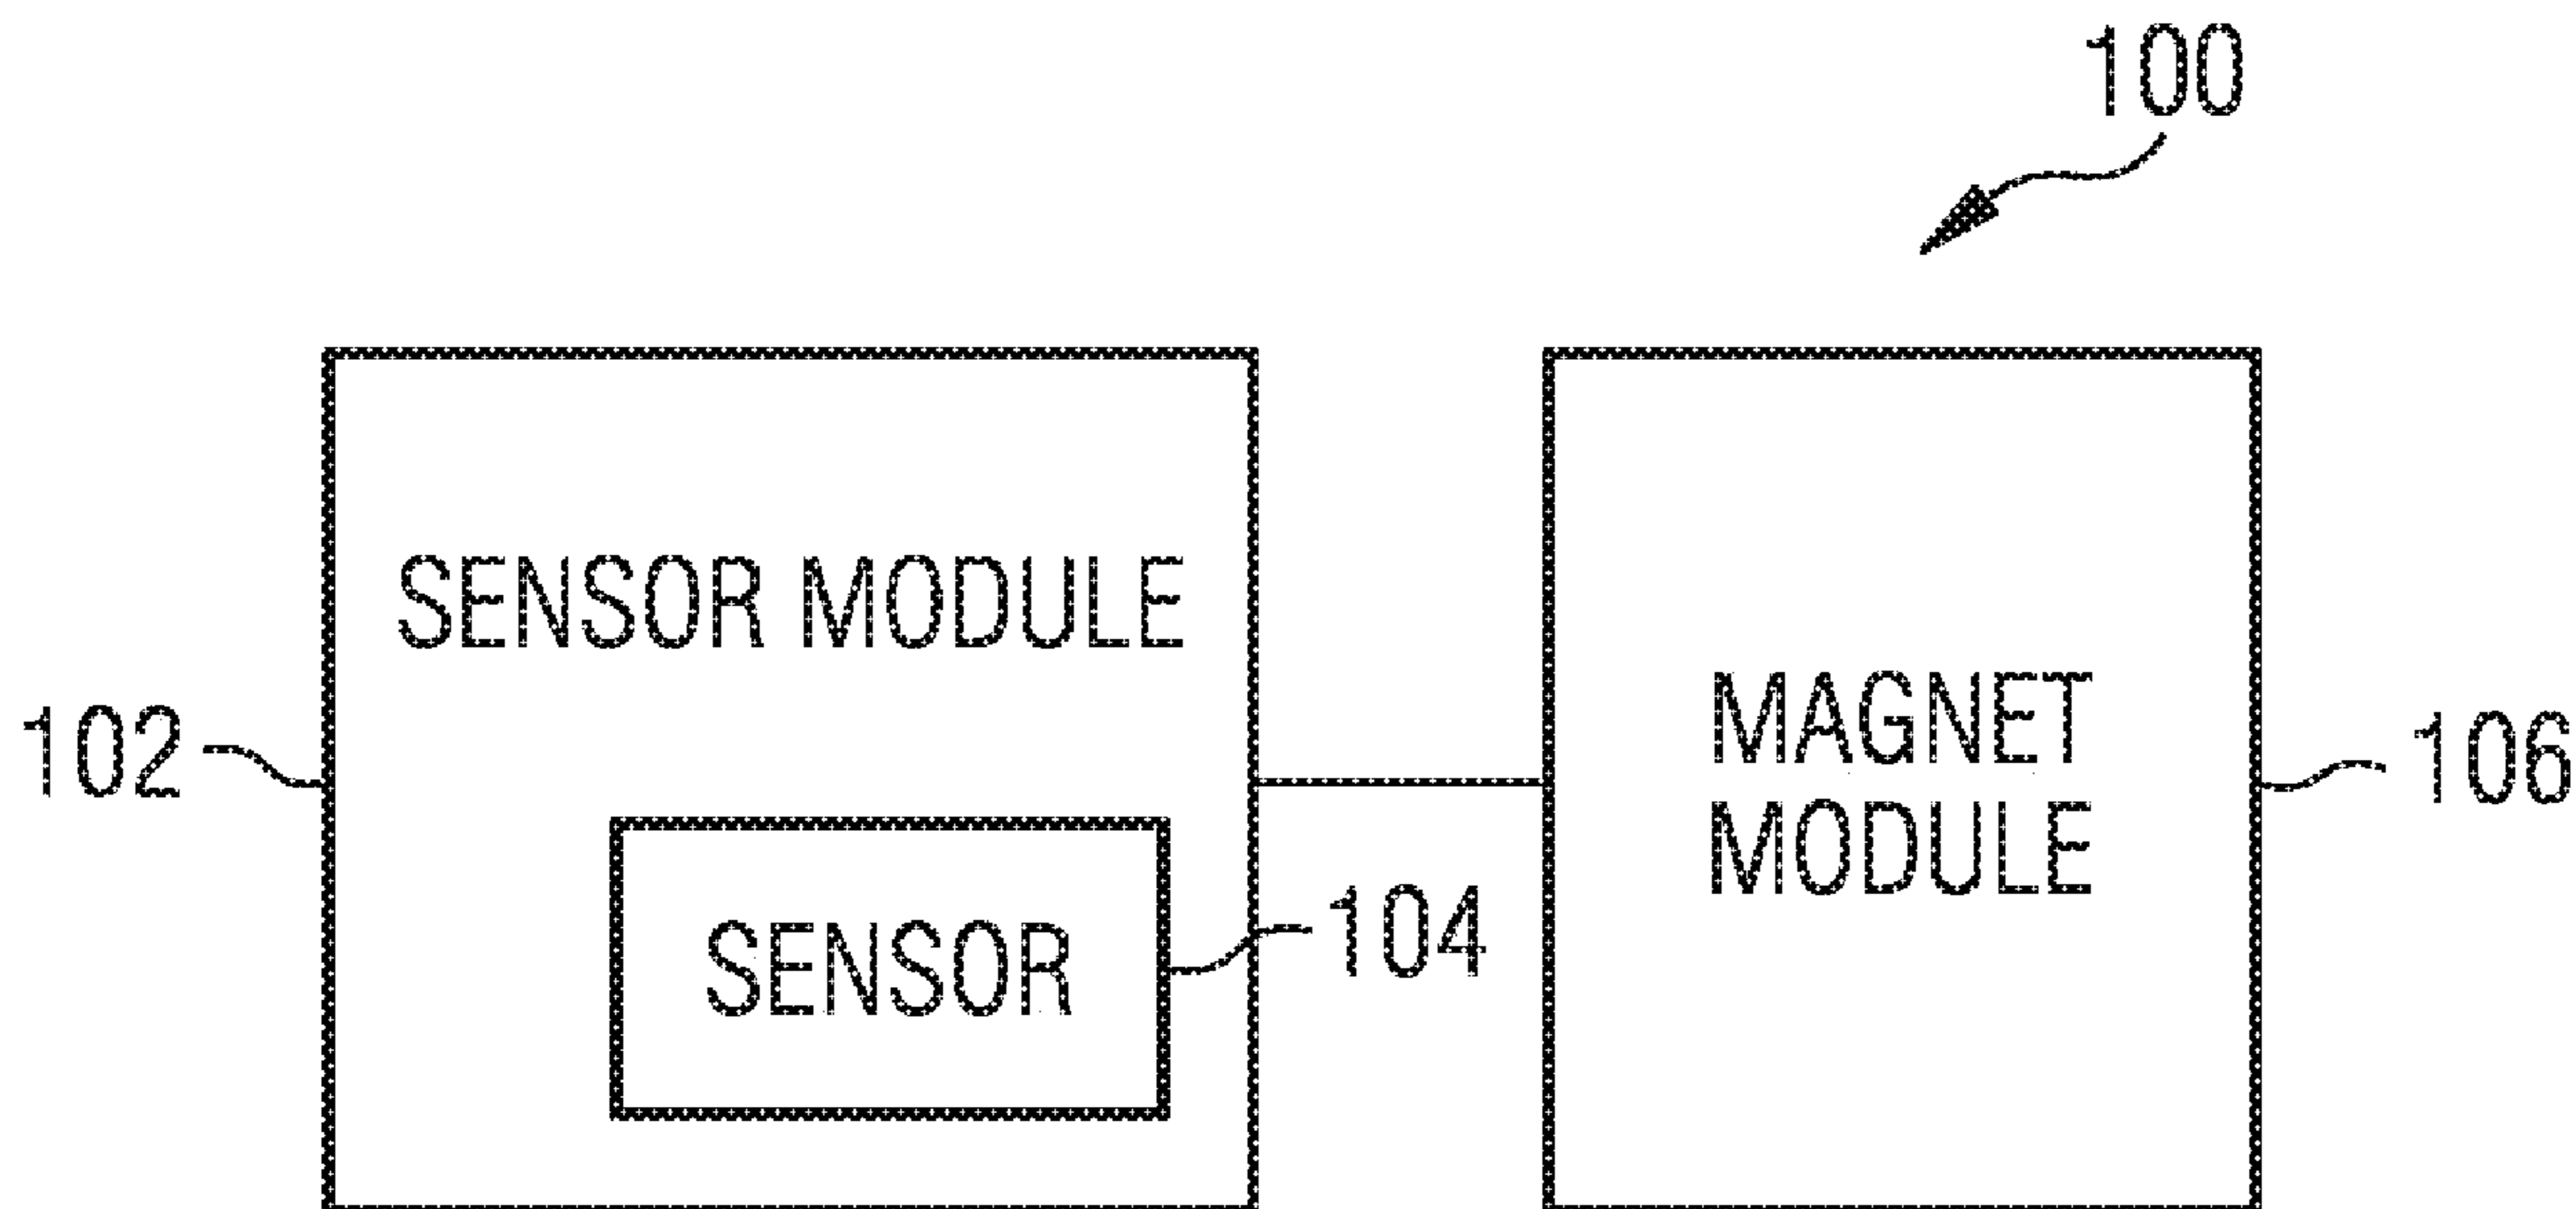 100
SENSOR MODULE
102
MAGNET
MODULE
106
SENSOR
104